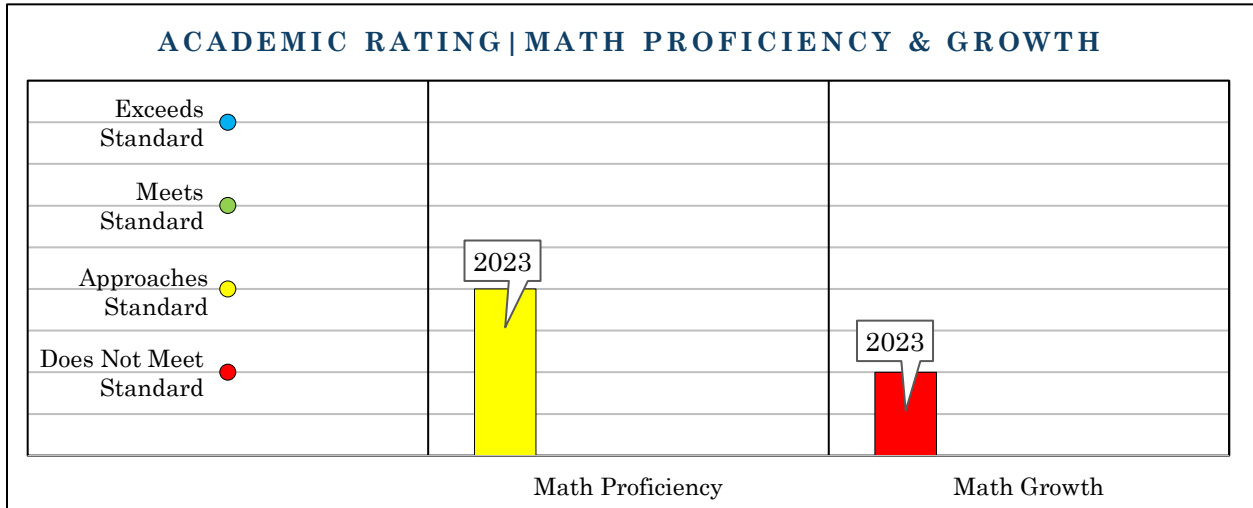 ACADEMIC RATING|MATH PROFICIENCY & GROWTH
Exceeds
Standard
Meets
Standard
Approaches
Standard
Does Not Meet
Standard
2023
2023
Math Proficiency
Math Growth